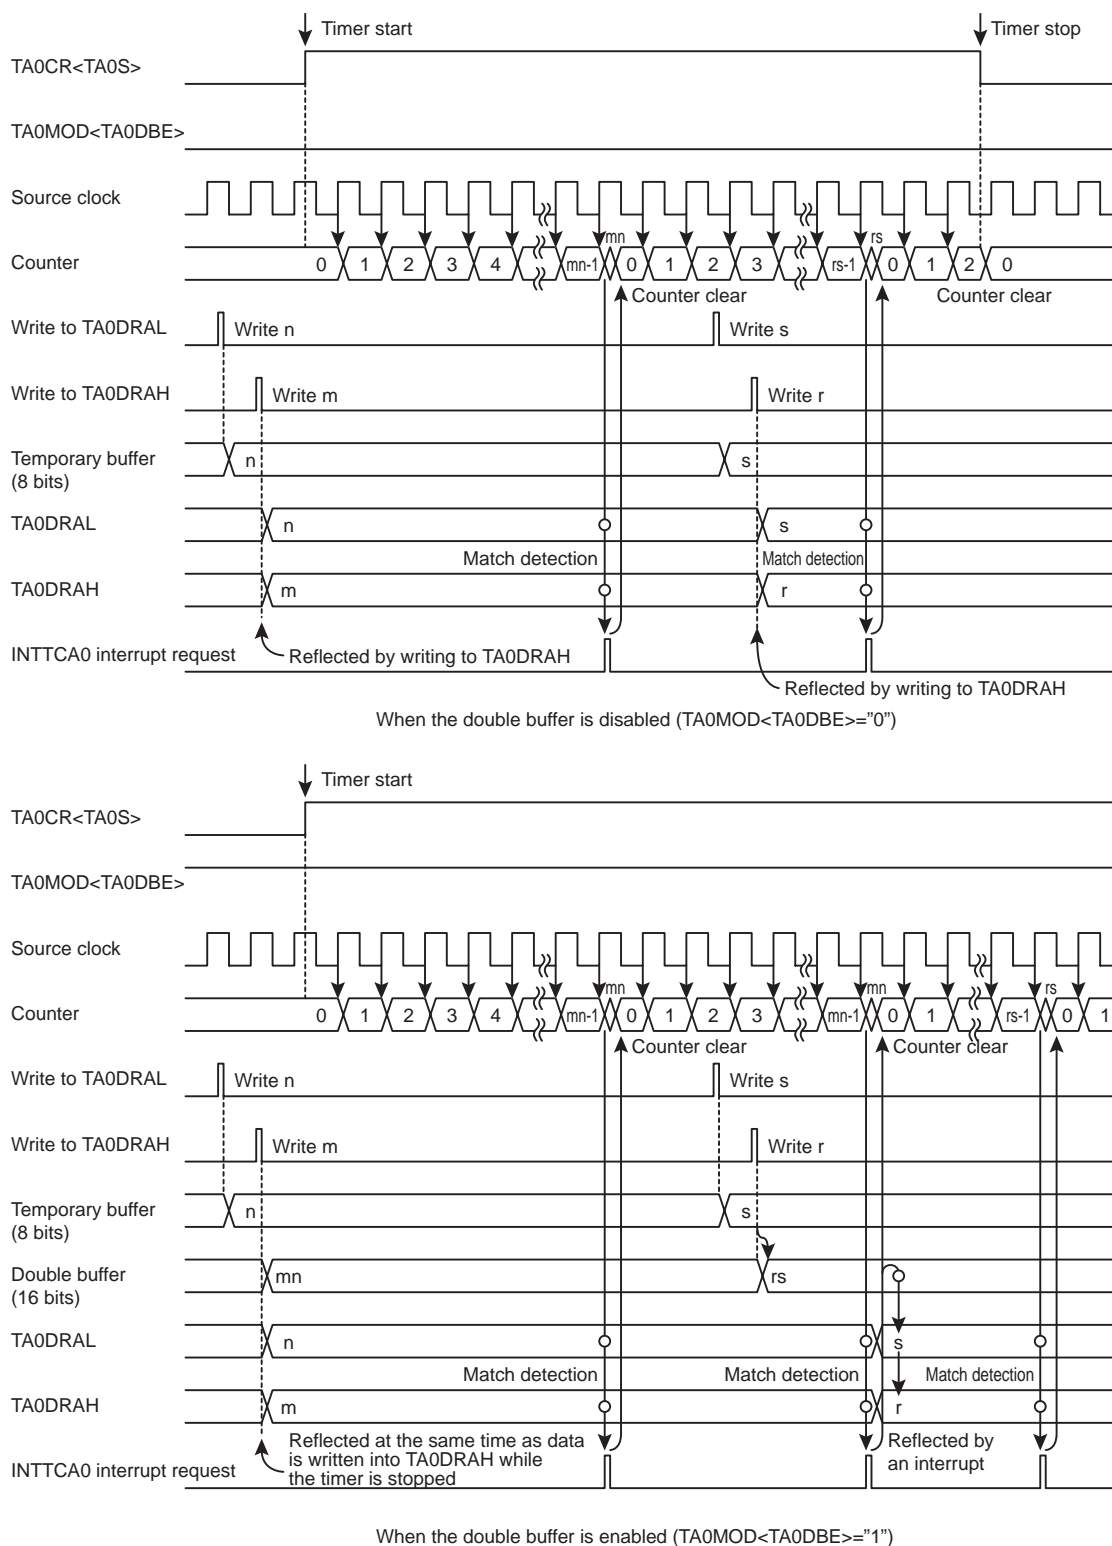 Timer start
Timer stop
TA0CR<TA0S>
TA0MOD<TA0DBE>
Source clock
mn rs
Counter 0 1 2 3 4 mn-1 0 1 2 3 rs-1 0 1 2 0
Counter clear Counter clear
Write to TA0DRAL Write n Write s
Write to TA0DRAH Write m Write r
Temporary buffer
(8 bits) n s
TA0DRAL n s
Match detection Match detection
TA0DRAH m r
INTTCA0 interrupt request Reflected by writing to TA0DRAH
Reflected by writing to TA0DRAH
When the double buffer is disabled (TA0MOD<TA0DBE>=”0”)
Timer start
TA0CR<TA0S>
TA0MOD<TA0DBE>
Source clock
mn mn rs
Counter 0 1 2 3 4 mn-1 0 1 2 3 mn-1 0 1 rs-1 0 1
Counter clear Counter clear
Write to TA0DRAL Write n Write s
Write to TA0DRAH Write m Write r
Temporary buffer
(8 bits) n s
Double buffer
(16 bits) mn rs
TA0DRAL n s
Match detection Match detection Match detection
TA0DRAH m r
Reflected at the same time as data
is written into TA0DRAH while
the timer is stopped
Reflected by
an interrupt
INTTCA0 interrupt request
When the double buffer is enabled (TA0MOD<TA0DBE>=”1”)